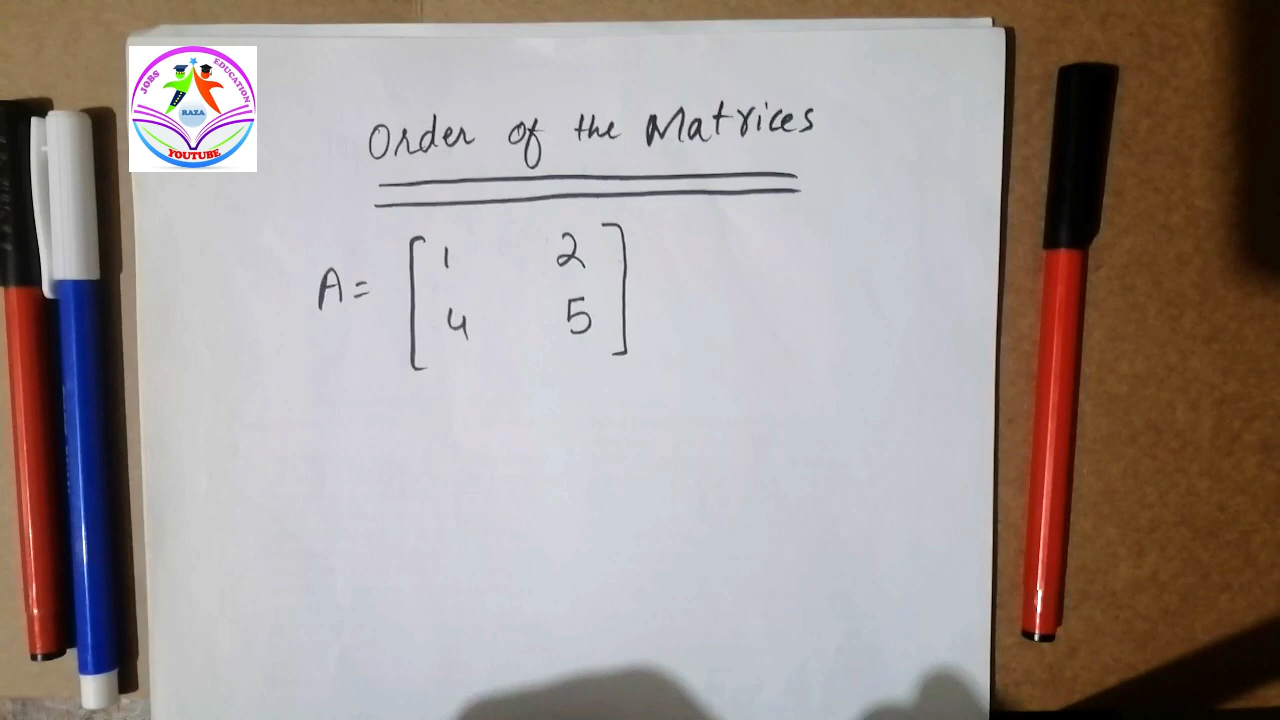 JOBS EDUCATION
RAZA
YOUTUBE
Order of the Matrices
A = [ 1 2
4 5 ]